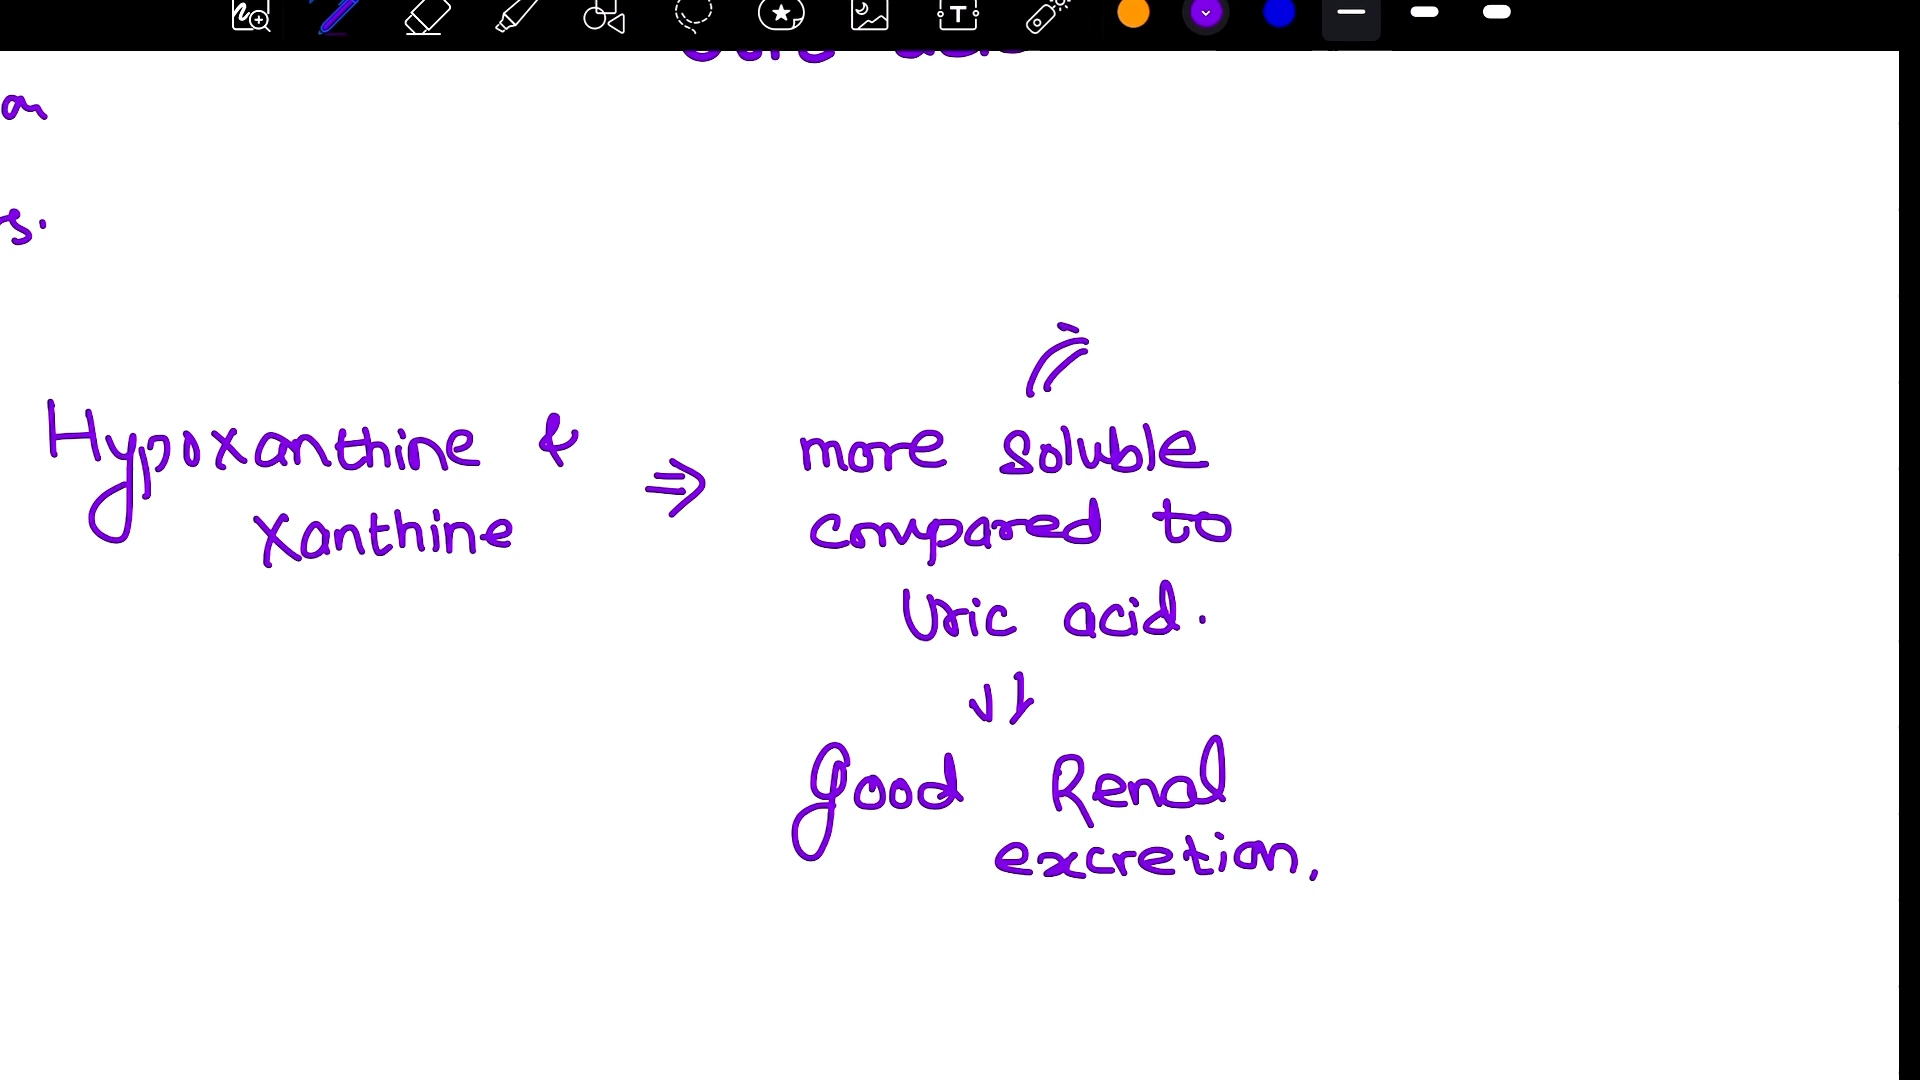 s.
Hypoxanthine & ⇒ more soluble
Xanthine compared to
Uric acid.
Good Renal
excretion.